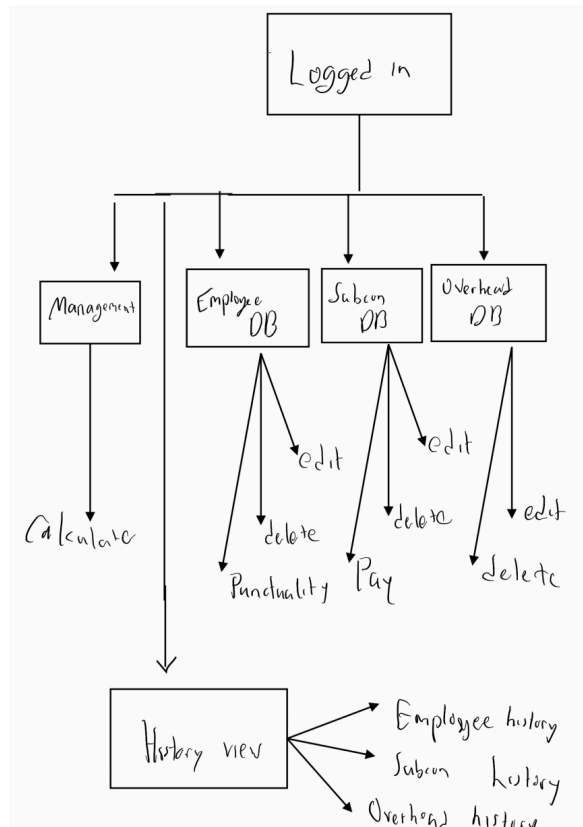 Logged in
Management
Employee
DB
Subcon
DB
Overhead
DB
edit
delete
Punctuality
edit
delete
Pay
edit
delete
Calculate
History view
Employee history
Subcon history
Overhead history